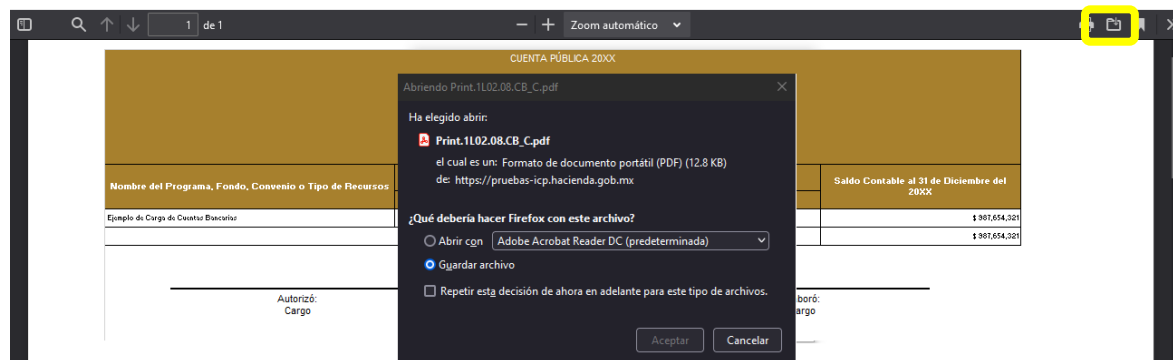 1 de 1
Zoom automático
CUENTA PÚBLICA 20XX
Abriendo Print.1L02.08.CB_C.pdf
Ha elegido abrir:
Print.1L02.08.CB_C.pdf
el cual es un: Formato de documento portátil (PDF) (12.8 KB)
de: https://pruebas-icp.hacienda.gob.mx
Nombre del Programa, Fondo, Convenio o Tipo de Recursos
Saldo Contable al 31 de Diciembre del
20XX
Ejemplo de Carga de Cuentas Bancarias
$ 987,654,321
$ 987,654,321
¿Qué debería hacer Firefox con este archivo?
Abrir con Adobe Acrobat Reader DC (predeterminada)
Guardar archivo
Repetir esta decisión de ahora en adelante para este tipo de archivos.
Autorizó:
Cargo
boró:
argo
Aceptar
Cancelar